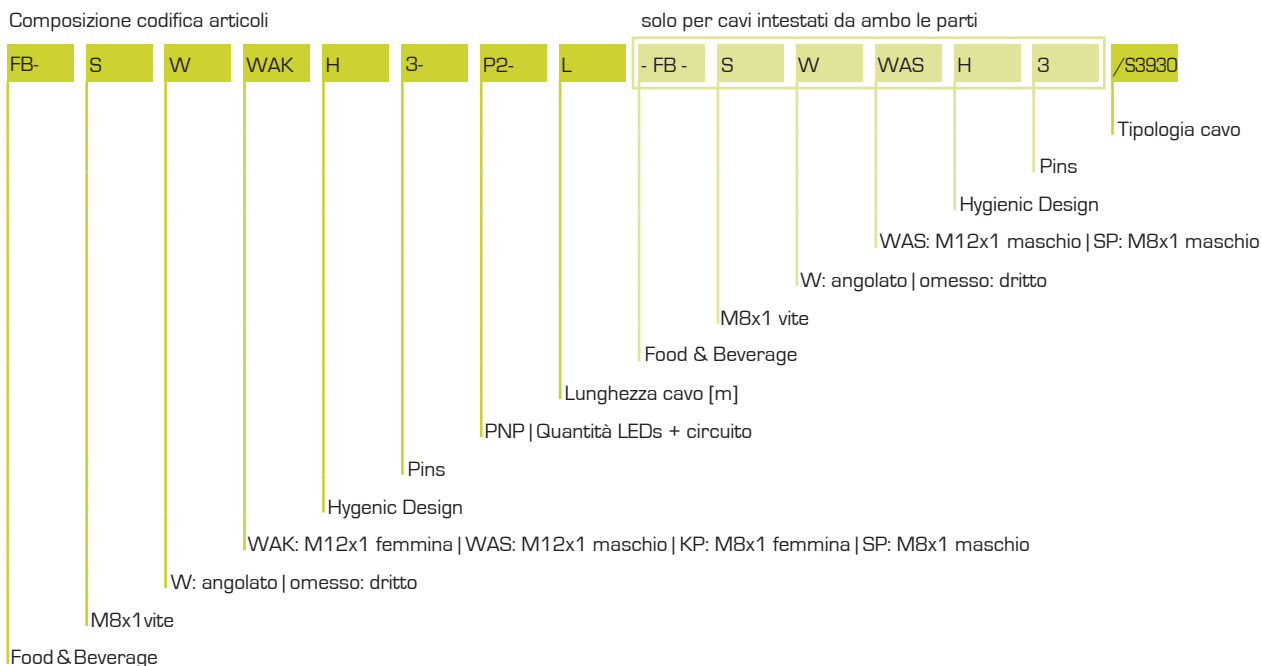 Composizione codifica articoli solo per cavi intestati da ambo le parti
FB- S W WAK H 3- P2- L - FB - S W WAS H 3 /S3930
Tipologia cavo
Pins
Hygienic Design
WAS: M12x1 maschio | SP: M8x1 maschio
W: angolato | omesso: dritto
M8x1 vite
Food & Beverage
Lunghezza cavo [m]
PNP | Quantità LEDs + circuito
Pins
Hygenic Design
WAK: M12x1 femmina | WAS: M12x1 maschio | KP: M8x1 femmina | SP: M8x1 maschio
W: angolato | omesso: dritto
M8x1vite
Food & Beverage